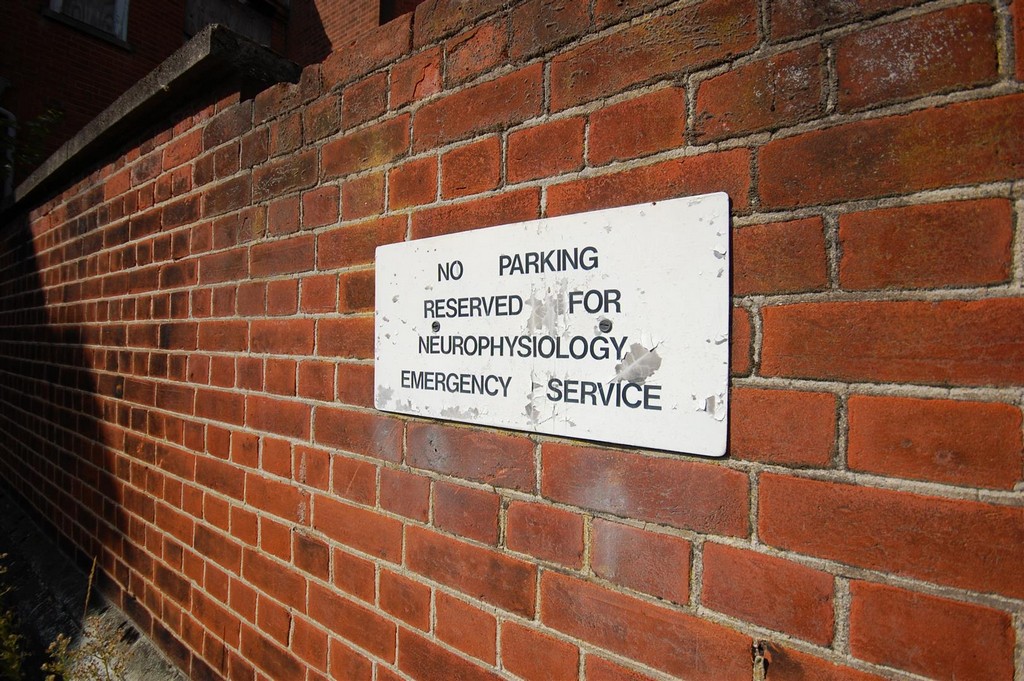 NO PARKING
RESERVED FOR
NEUROPHYSIOLOGY
EMERGENCY SERVICE